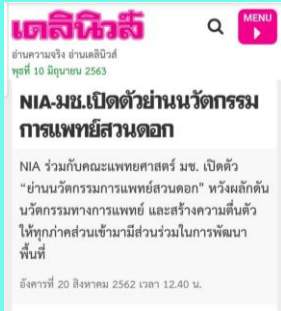 เดลินิวส์
MENU
อ่านความจริง อ่านเดลินิวส์
พุธที่ 10 มิถุนายน 2563
NIA-มช.เปิดตัวย่านนวัตกรรม
การแพทย์สวนดอก
NIA ร่วมกับคณะแพทยศาสตร์ มช. เปิดตัว
“ย่านนวัตกรรมการแพทย์สวนดอก” หวังผลักดัน
นวัตกรรมทางการแพทย์ และสร้างความตื่นตัว
ให้ทุกภาคส่วนเข้ามามีส่วนร่วมในการพัฒนา
พื้นที่
อังคารที่ 20 สิงหาคม 2562 เวลา 12.40 น.